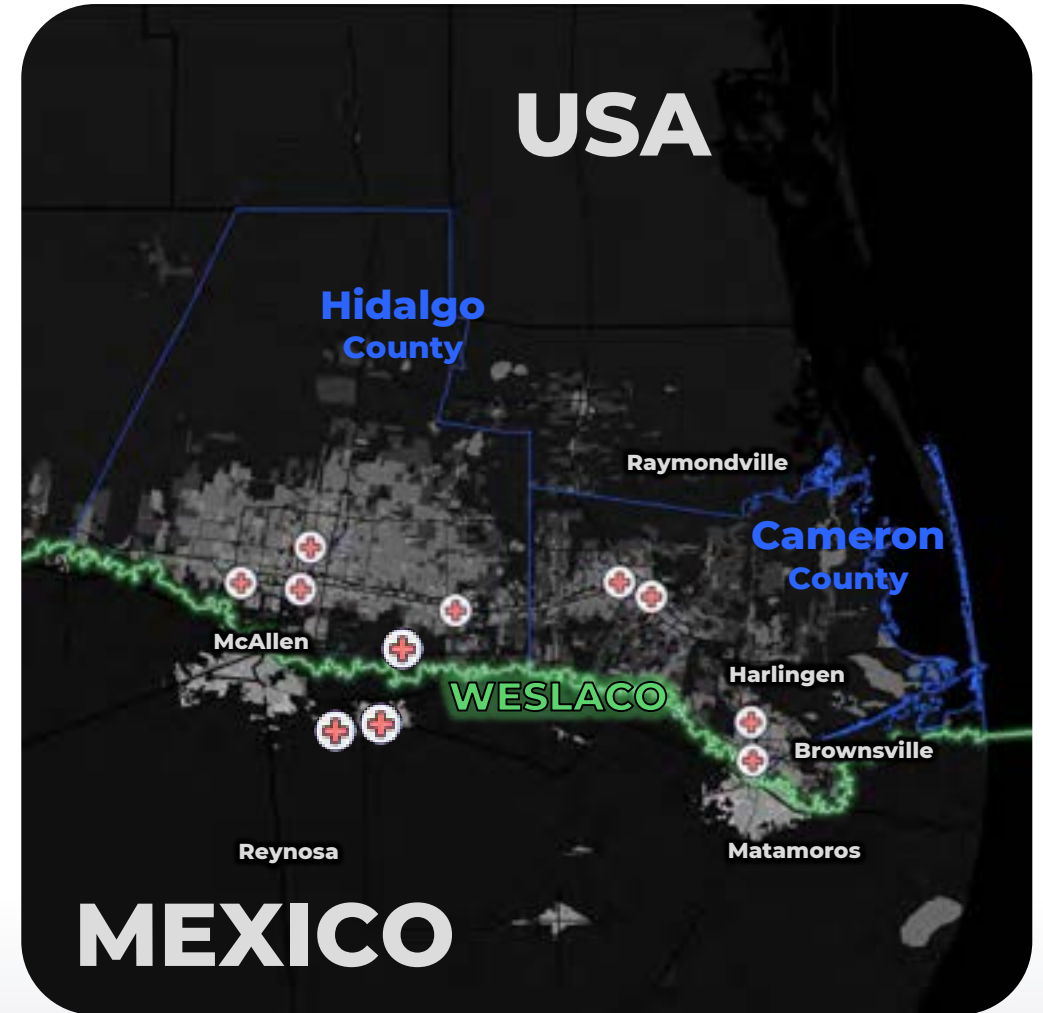 USA
Hidalgo
County
Raymondville
Cameron
County
McAllen
Harlingen
WESLACO
Brownsville
Reynosa
Matamoros
MEXICO